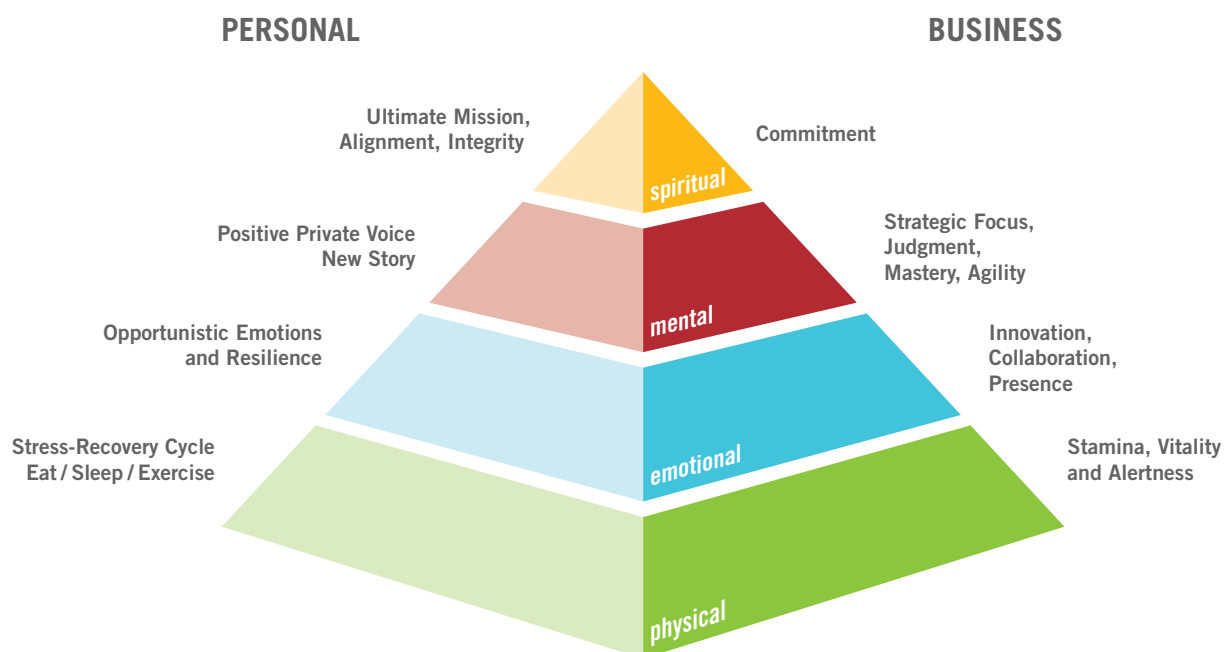 PERSONAL
BUSINESS
Ultimate Mission,
Alignment, Integrity
Commitment
spiritual
Positive Private Voice
New Story
Strategic Focus,
Judgment,
Mastery, Agility
mental
Opportunistic Emotions
and Resilience
Innovation,
Collaboration,
Presence
emotional
Stress-Recovery Cycle
Eat / Sleep / Exercise
Stamina, Vitality
and Alertness
physical